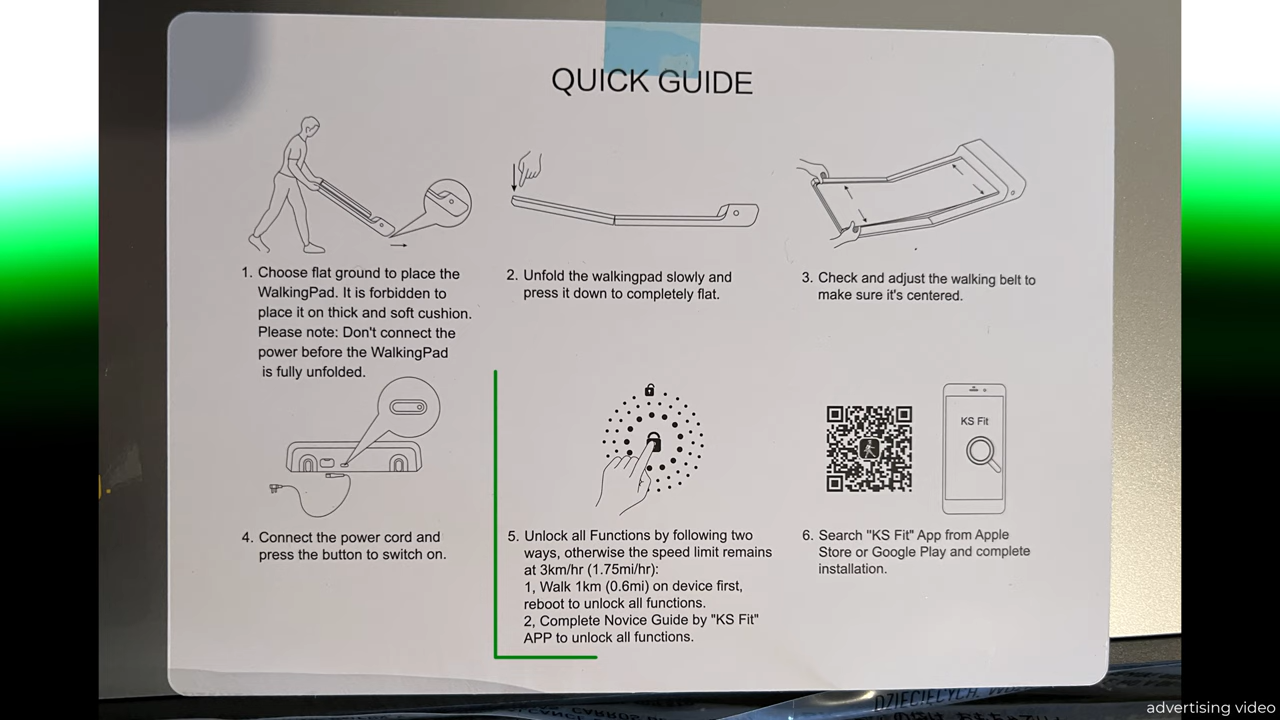 QUICK GUIDE
1. Choose flat ground to place the
WalkingPad. It is forbidden to
place it on thick and soft cushion.
Please note: Don't connect the
power before the WalkingPad
is fully unfolded.
2. Unfold the walkingpad slowly and
press it down to completely flat.
3. Check and adjust the walking belt to
make sure it's centered.
4. Connect the power cord and
press the button to switch on.
5. Unlock all Functions by following two
ways, otherwise the speed limit remains
at 3km/hr (1.75mi/hr):
1, Walk 1km (0.6mi) on device first,
reboot to unlock all functions.
2, Complete Novice Guide by "KS Fit"
APP to unlock all functions.
KS Fit
6. Search "KS Fit" App from Apple
Store or Google Play and complete
installation.
DZIECIĘCYCH,
advertising video